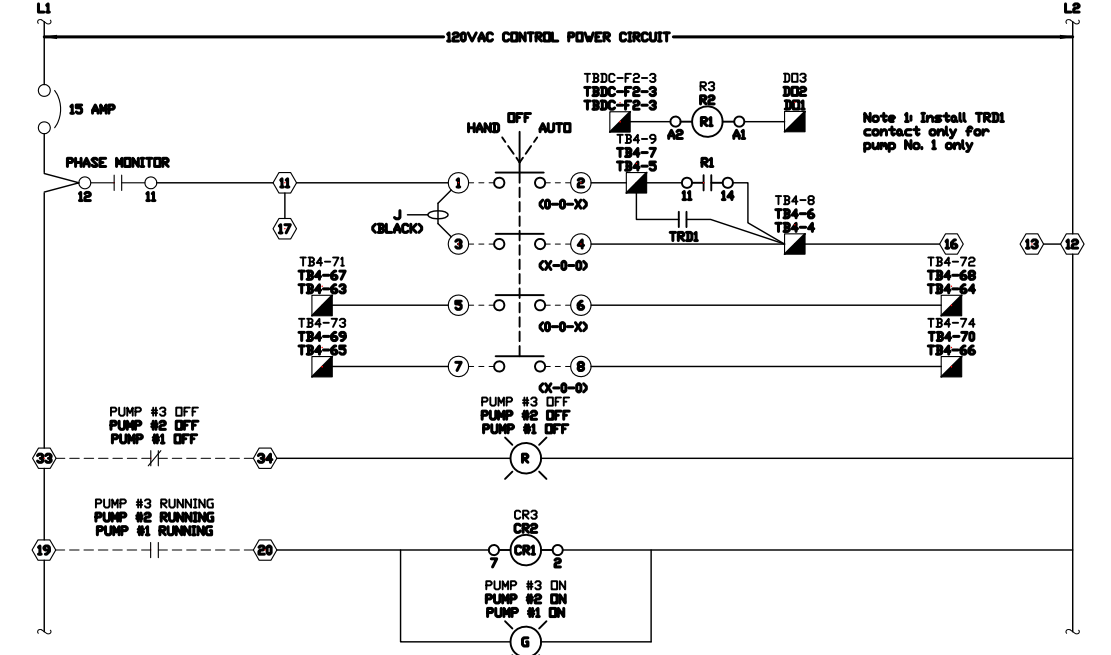 L1
L2
120VAC CONTROL POWER CIRCUIT
15 AMP
TBDC-F2-3
TBDC-F2-3
TBDC-F2-3
R3
R2
R1
A2
A1
DO3
DO2
DO1
Note 1: Install TRD1
contact only for
pump No. 1 only
OFF
HAND
AUTO
PHASE MONITOR
12
11
11
17
1
2
(O-O-X)
TB4-9
TB4-7
TB4-5
R1
11
14
TRD1
TB4-8
TB4-6
TB4-4
J
(BLACK)
3
4
(X-O-O)
16
13
12
TB4-71
TB4-67
TB4-63
5
6
(O-O-X)
TB4-72
TB4-68
TB4-64
TB4-73
TB4-69
TB4-65
7
8
(X-O-O)
TB4-74
TB4-70
TB4-66
PUMP #3 OFF
PUMP #2 OFF
PUMP #1 OFF
PUMP #3 OFF
PUMP #2 OFF
PUMP #1 OFF
33
34
R
PUMP #3 RUNNING
PUMP #2 RUNNING
PUMP #1 RUNNING
19
20
CR3
CR2
CR1
7
2
PUMP #3 ON
PUMP #2 ON
PUMP #1 ON
G